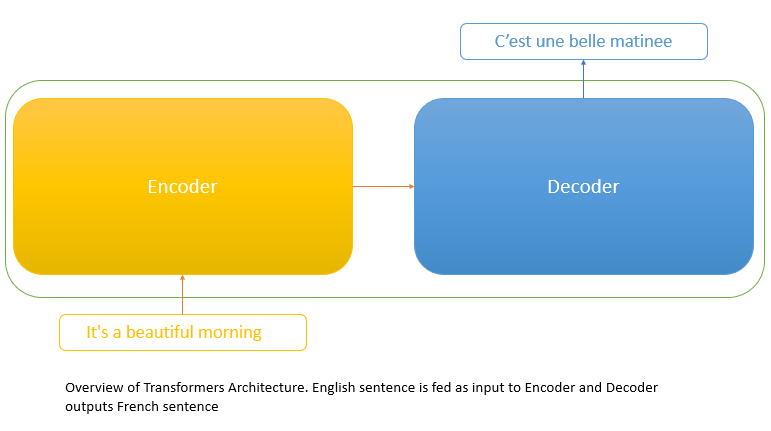 C’est une belle matinee
Encoder
Decoder
It's a beautiful morning
Overview of Transformers Architecture. English sentence is fed as input to Encoder and Decoder
outputs French sentence